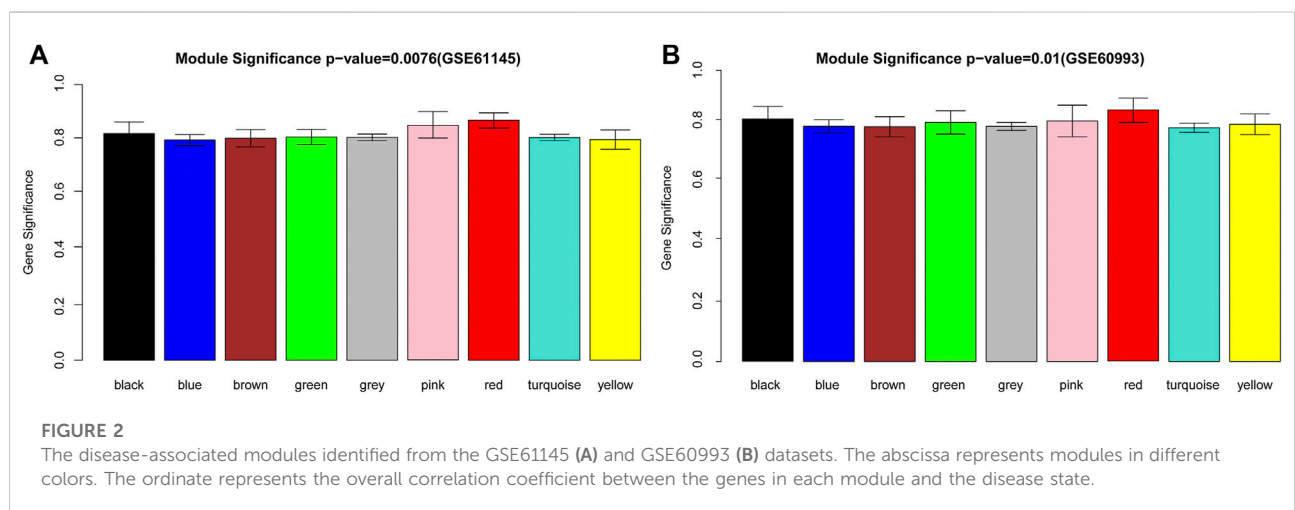 A
Module Significance p-value=0.0076(GSE61145)
Gene Significance
1.0
0.8
0.6
0.4
0.2
0.0
black blue brown green grey pink red turquoise yellow
B
Module Significance p-value=0.01(GSE60993)
Gene Significance
1.0
0.8
0.6
0.4
0.2
0.0
black blue brown green grey pink red turquoise yellow
FIGURE 2
The disease-associated modules identified from the GSE61145 (A) and GSE60993 (B) datasets. The abscissa represents modules in different
colors. The ordinate represents the overall correlation coefficient between the genes in each module and the disease state.